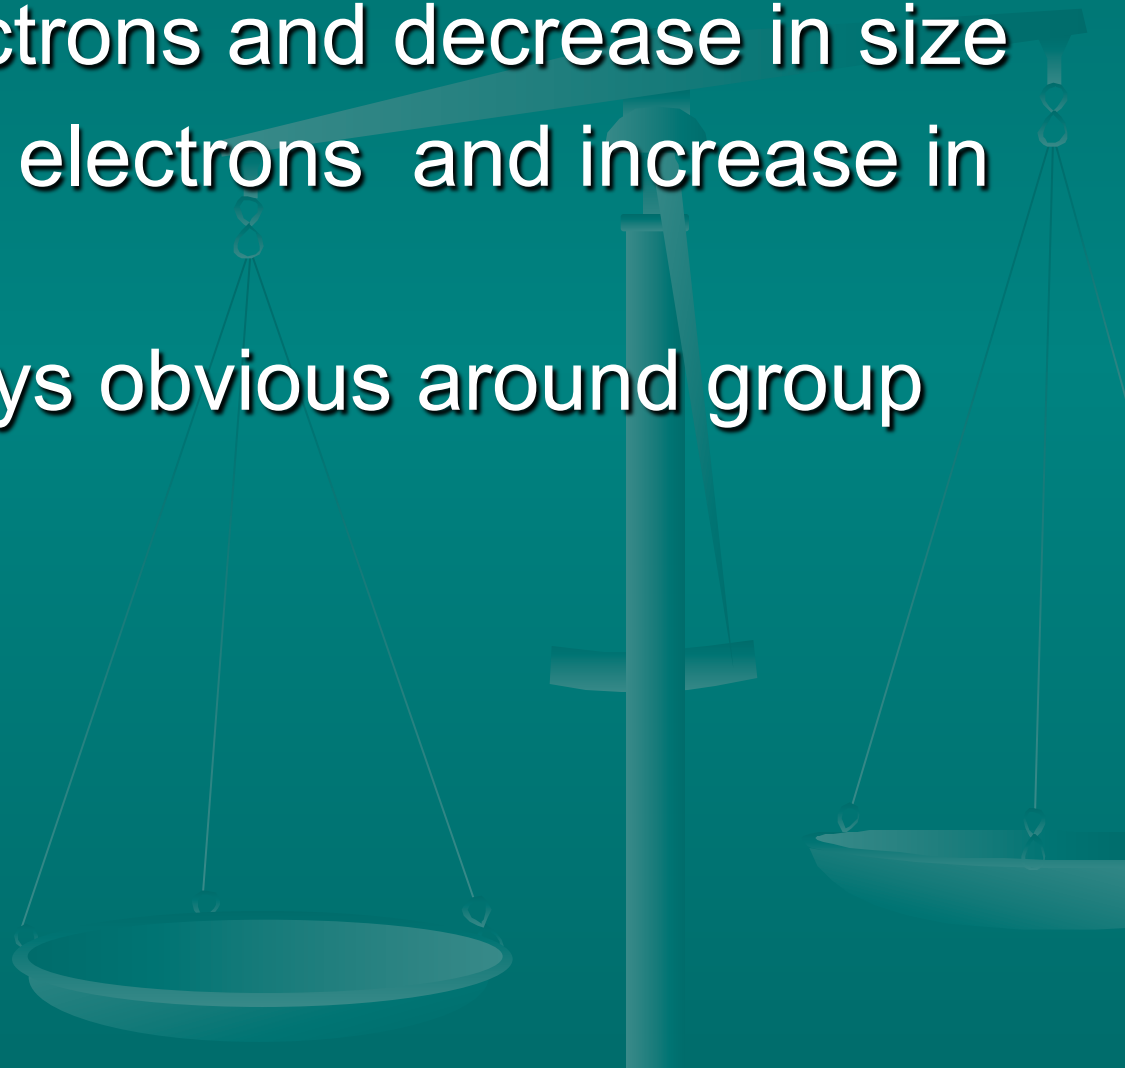 ctrons and decrease in size
electrons  and increase in
ys obvious around group